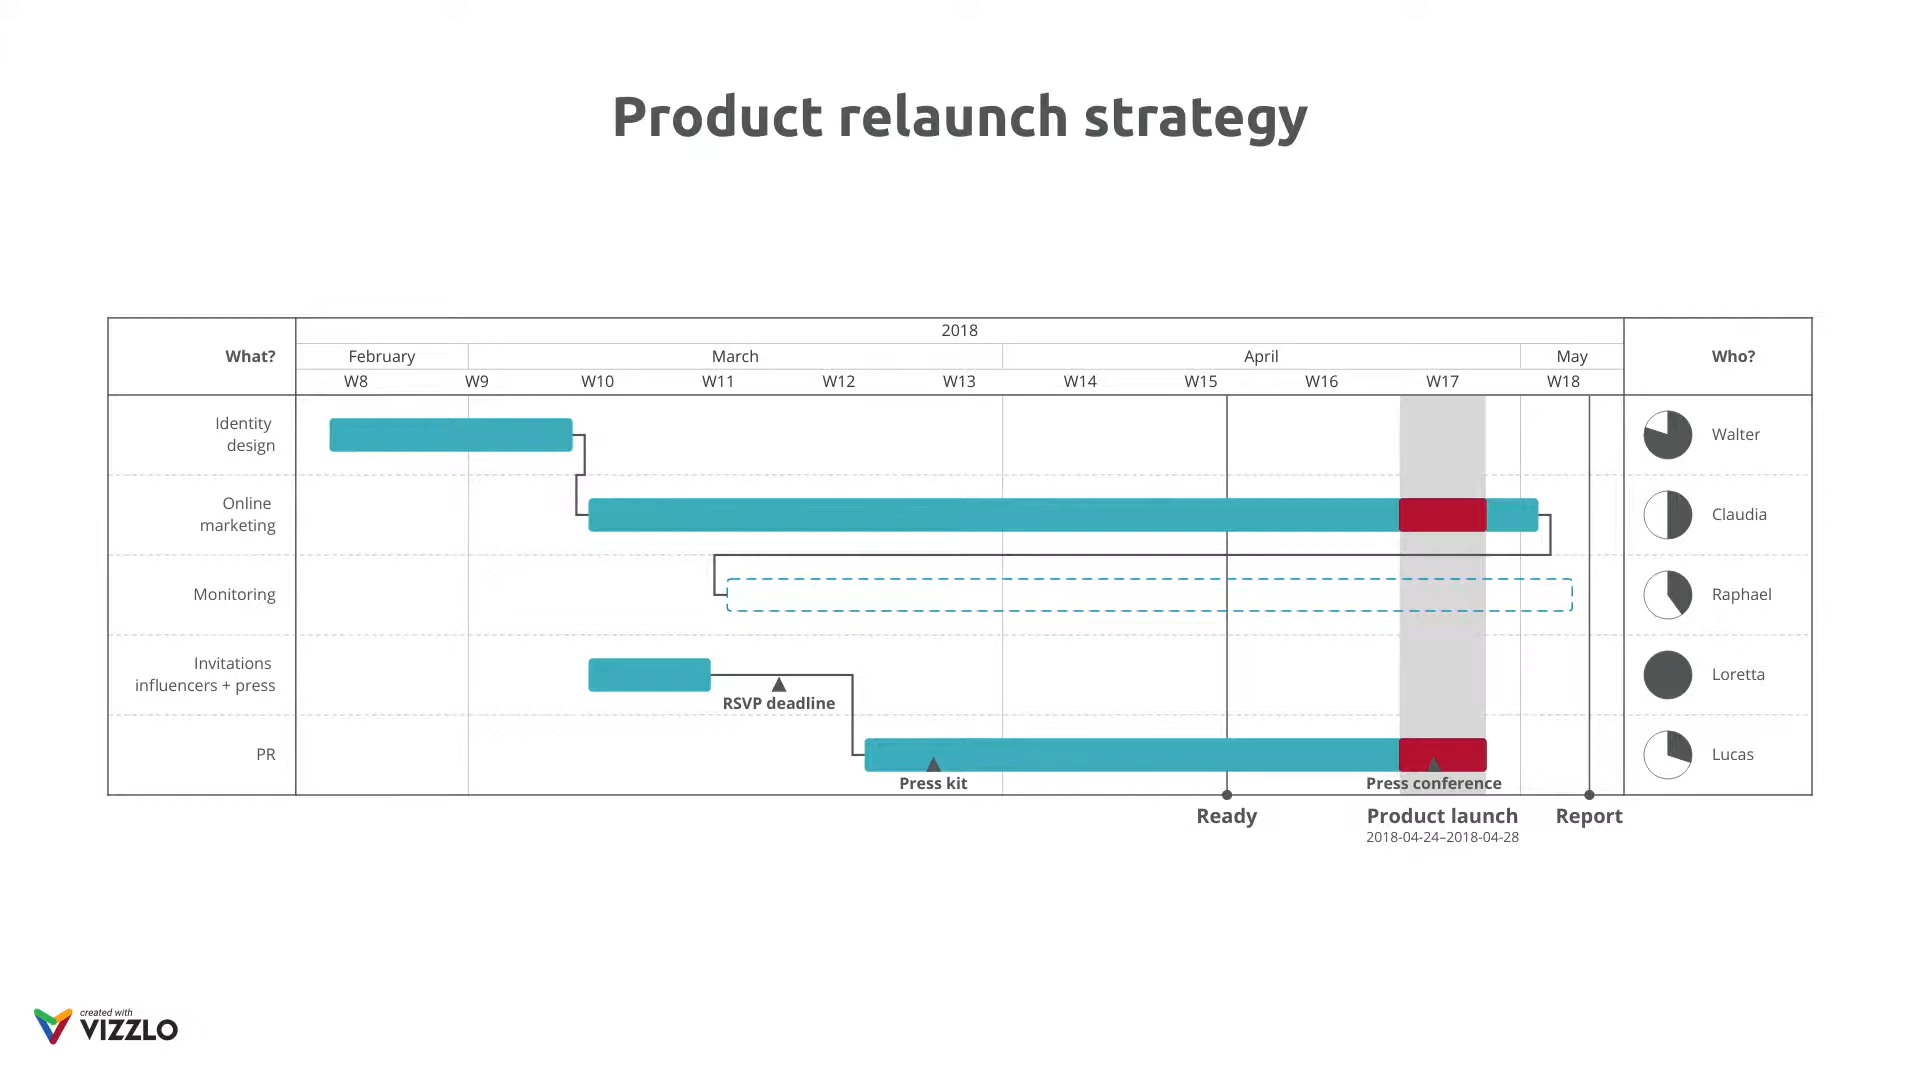 Product relaunch strategy
2018
What?
February March April May
Who?
W8 W9 W10 W11 W12 W13 W14 W15 W16 W17 W18
Identity
design
Walter
Online
marketing
Claudia
Monitoring
Raphael
Invitations
influencers + press
Loretta
RSVP deadline
PR
Lucas
Press kit
Press conference
Ready
Product launch
Report
2018-04-24–2018-04-28
created with
VIZZLO